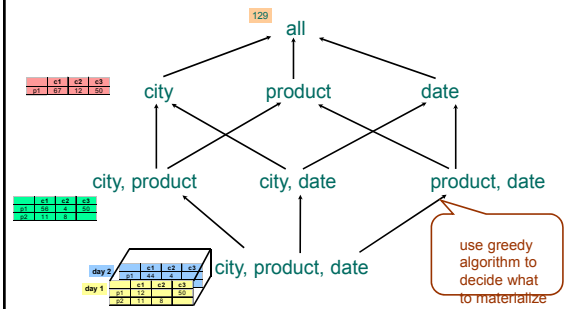 129
all
c1 c2 c3
p1 67 12 50
city product date
city, product city, date product, date
c1 c2 c3
p1 56 4 50
p2 11 8
city, product, date
day 2
c1 c2 c3
p1 44 4
day 1
c1 c2 c3
p1 12 50
p2 11 8
use greedy
algorithm to
decide what
to materialize